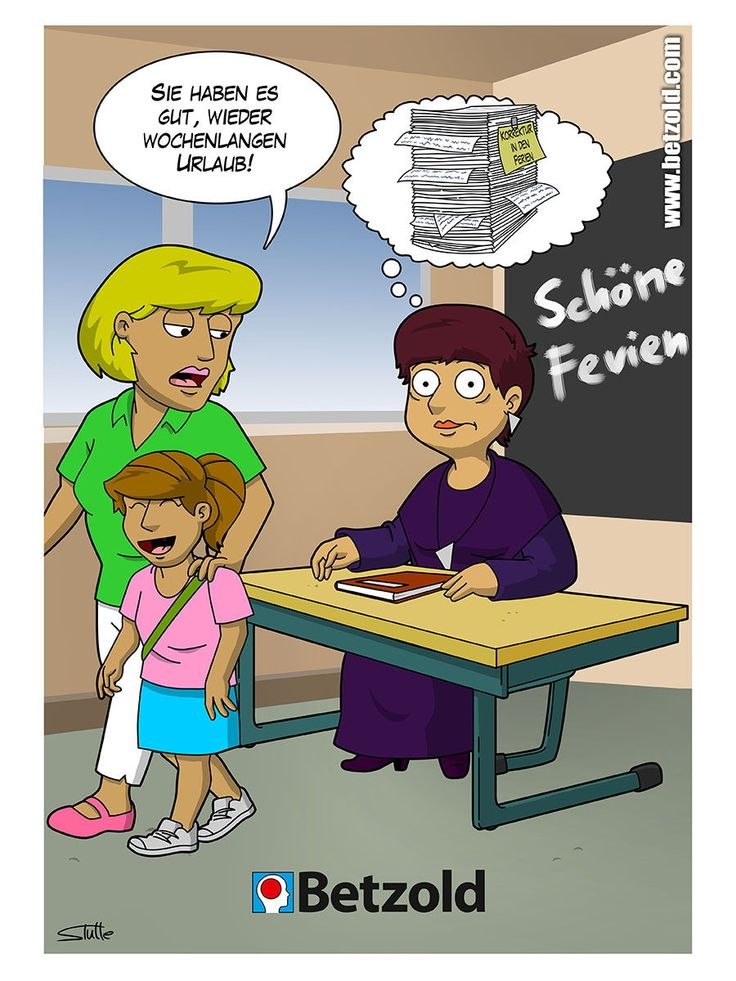 Sie haben es
gut, wieder
wochenlangen
Urlaub!
Korrektur
in den
Ferien
www.betzold.com
Schöne
Ferien
Betzold
Stutte